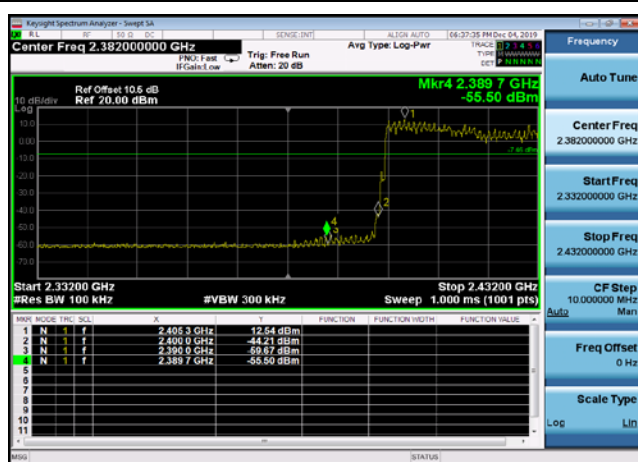 Keysight Spectrum Analyzer - Swept SA
RL RF 50 Ω DC SENSE:INT ALIGN AUTO 06:37:35 PM Dec 04, 2019
Center Freq 2.382000000 GHz
PNO: Fast Trig: Free Run
IFGain:Low Atten: 20 dB
Avg Type: Log-Pwr
TRACE 1 2 3 4 5 6
TYPE M
DET P N N N N N
Ref Offset 10.6 dB
10 dB/div Ref 20.00 dBm
Log
Mkr4 2.389 7 GHz
-55.50 dBm
10.0
0.00
-10.0
-20.0
-30.0
-40.0
-50.0
-60.0
-70.0
1
2
3
4
-7.46 dBm
Start 2.33200 GHz Stop 2.43200 GHz
#Res BW 100 kHz #VBW 300 kHz Sweep 1.000 ms (1001 pts)
MKR MODE TRC SCL X Y FUNCTION FUNCTION WIDTH FUNCTION VALUE
1 N 1 f 2.405 3 GHz 12.54 dBm
2 N 1 f 2.400 0 GHz -44.21 dBm
3 N 1 f 2.390 0 GHz -59.67 dBm
4 N 1 f 2.389 7 GHz -55.50 dBm
5
6
7
8
9
10
11
MSG STATUS
Frequency
Auto Tune
Center Freq
2.382000000 GHz
Start Freq
2.332000000 GHz
Stop Freq
2.432000000 GHz
CF Step
10.000000 MHz
Auto Man
Freq Offset
0 Hz
Scale Type
Log Lin